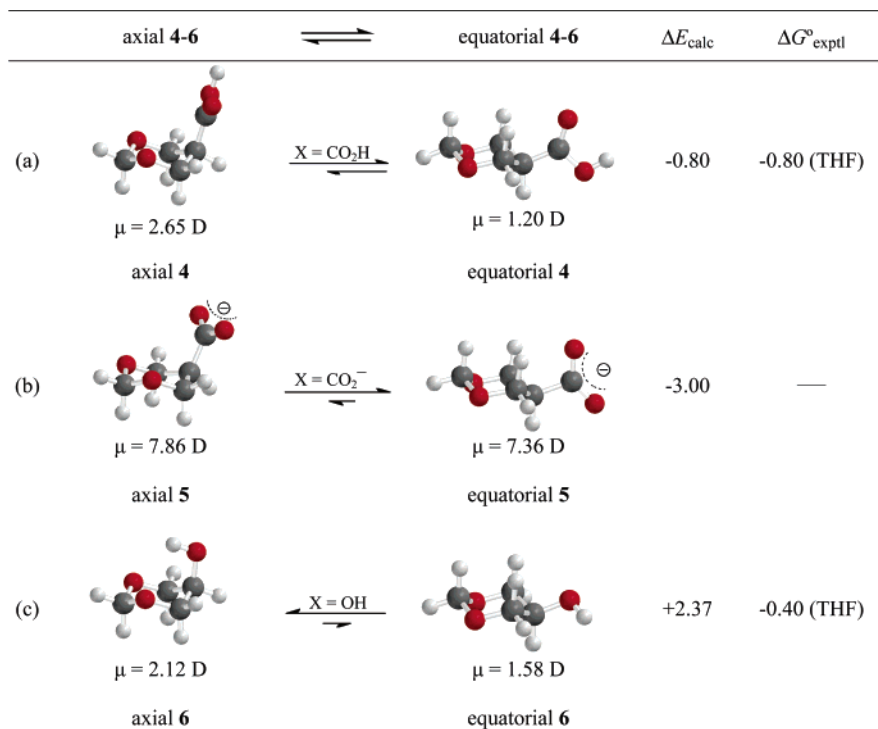 axial 4-6 ⇌ equatorial 4-6 ΔE_calc ΔG°_exptl
(a) X = CO₂H -0.80 -0.80 (THF)
μ = 2.65 D μ = 1.20 D
axial 4 equatorial 4
⊖ ⊖
(b) X = CO₂⁻ -3.00 —
μ = 7.86 D μ = 7.36 D
axial 5 equatorial 5
(c) X = OH +2.37 -0.40 (THF)
μ = 2.12 D μ = 1.58 D
axial 6 equatorial 6